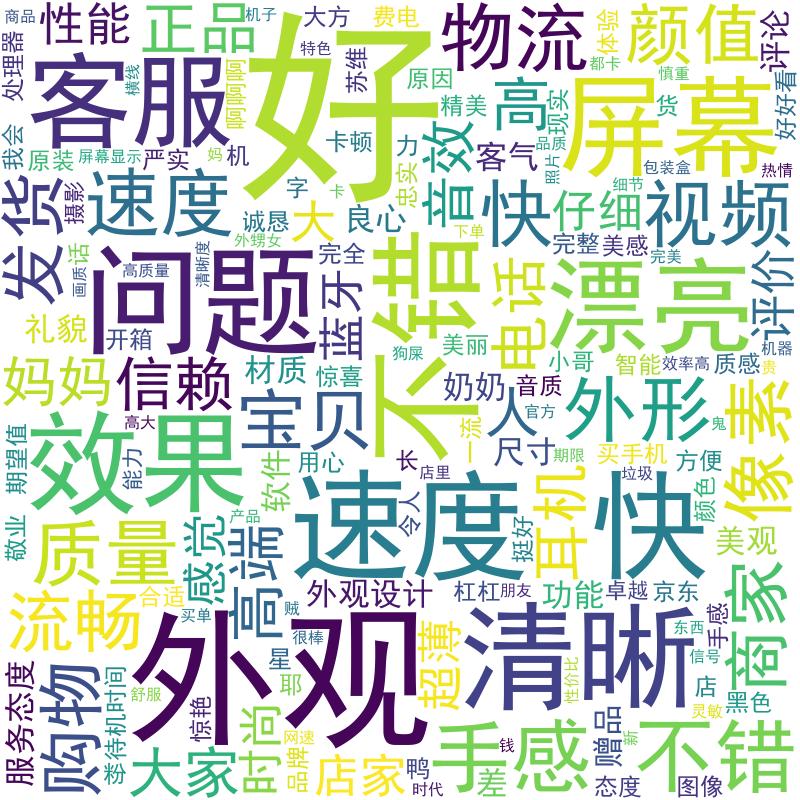 商品
性能
正品
机子
大方
费电
物流
颜值
评论
处理器
横线
客服
啊啊啊
特色
好
苏维
原因
精美
高
体验
都卡
慎重
屏幕
货
好好看
现实
我会
原装
屏幕显示
严实
妈
机
卡顿
力
音效
客气
品质
照片
包装盒
热情
发货
摄影
速度
字
卡
诚恳
大
良心
忠实
快
仔细
细节
视频
话
画质
外甥女
清晰度
高质量
问题
完全
蓝牙
不错
下单
电话
完整
美感
完美
漂亮
评价
礼貌
开箱
狗屎
美丽
小哥
智能
效率高
质感
机器
贵
妈妈
信赖
材质
惊喜
宝贝
奶奶
音质
人
官方
外形
像素
鬼
期望值
效果
高大
能力
软件
用心
长
店里
一流
尺寸
期限
买手机
垃圾
方便
颜色
令人
速度
快
挺好
耳机
敬业
质量
感觉
产品
高端
美观
流畅
合适
买单
贼
外观设计
杠杠
朋友
功能
卓越
京东
商家
手感
服务态度
购物
待机时间
舒服
外观
惊艳
很棒
星
耶
超薄
清晰
性价比
东西
信号
店
灵敏
黑色
大家
时尚
网速
品牌
店家
鸭
时代
手感
差
钱
赠品
新
态度
不错
图像